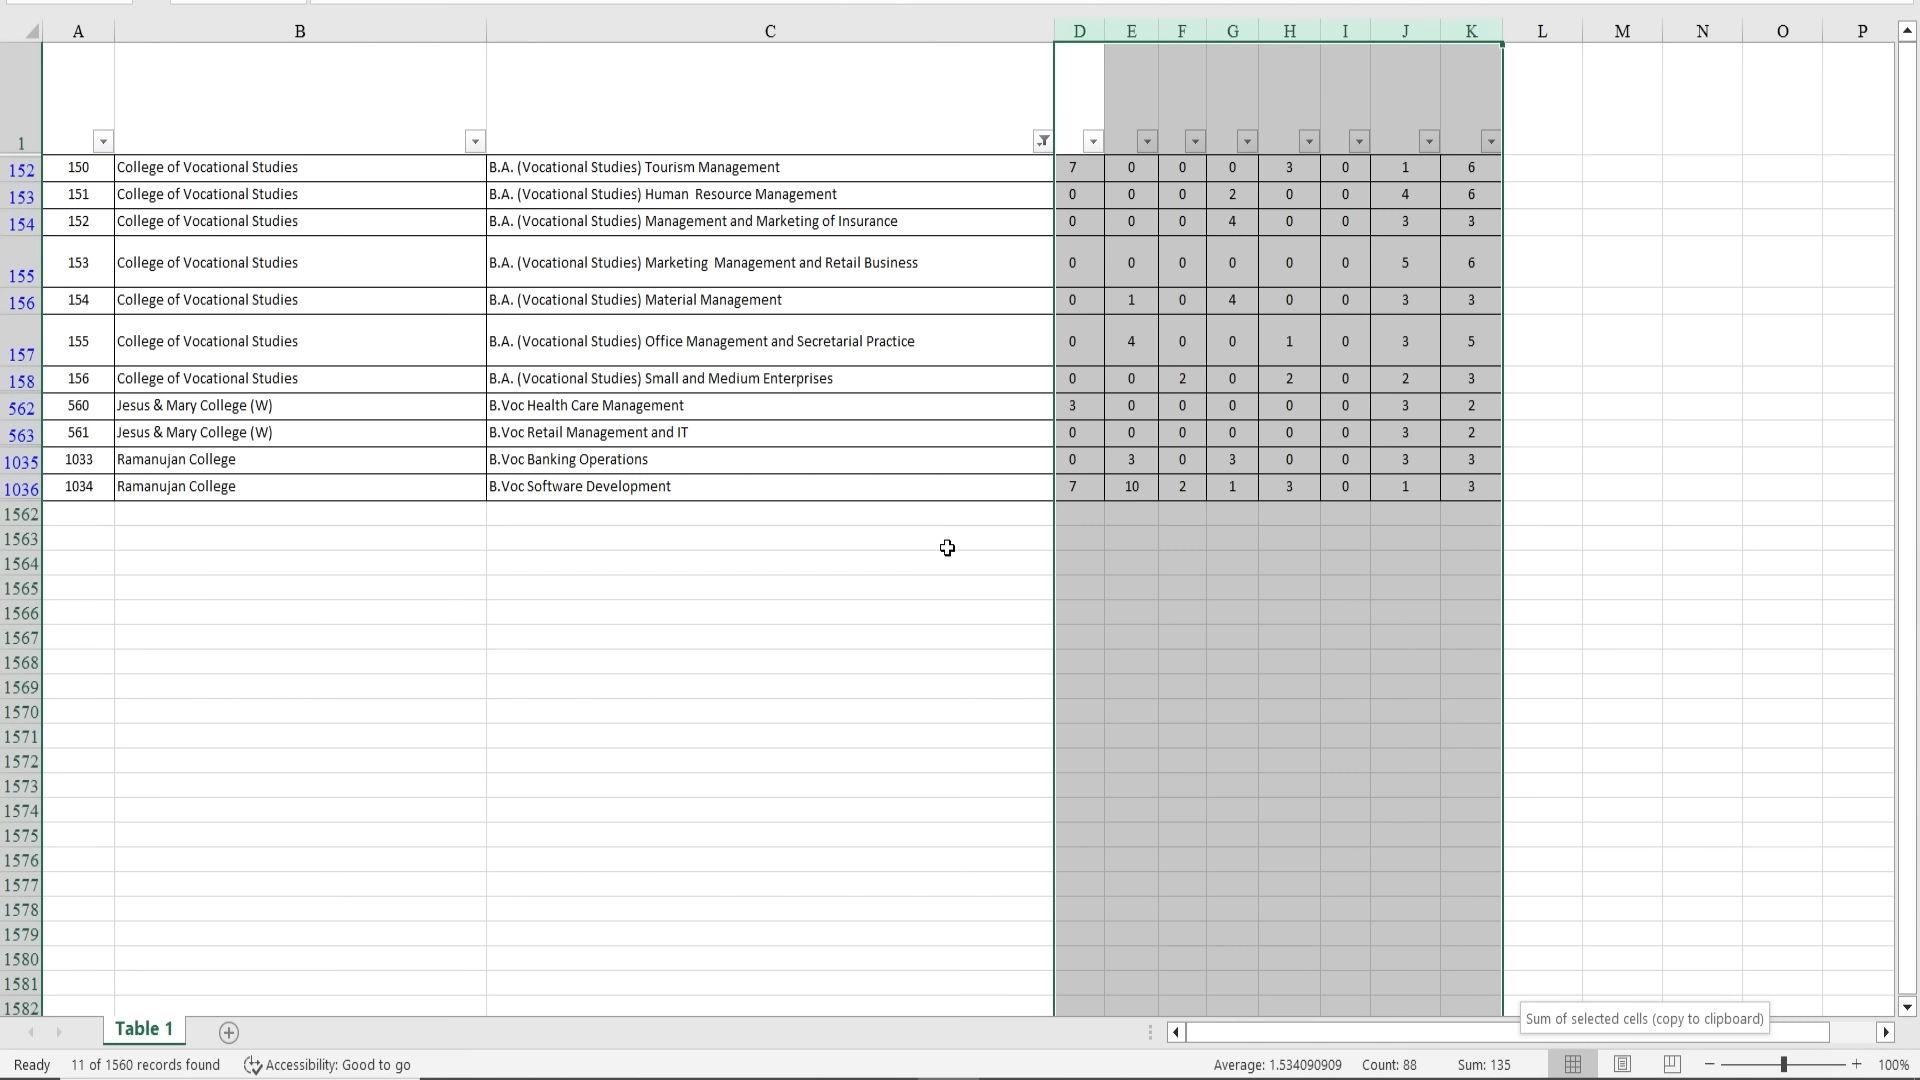 A B C D E F G H I J K L M N O P
1
152 150 College of Vocational Studies B.A. (Vocational Studies) Tourism Management 7 0 0 0 3 0 1 6
153 151 College of Vocational Studies B.A. (Vocational Studies) Human Resource Management 0 0 0 2 0 0 4 6
154 152 College of Vocational Studies B.A. (Vocational Studies) Management and Marketing of Insurance 0 0 0 4 0 0 3 3
155 153 College of Vocational Studies B.A. (Vocational Studies) Marketing Management and Retail Business 0 0 0 0 0 0 5 6
156 154 College of Vocational Studies B.A. (Vocational Studies) Material Management 0 1 0 4 0 0 3 3
157 155 College of Vocational Studies B.A. (Vocational Studies) Office Management and Secretarial Practice 0 4 0 0 1 0 3 5
158 156 College of Vocational Studies B.A. (Vocational Studies) Small and Medium Enterprises 0 0 2 0 2 0 2 3
562 560 Jesus & Mary College (W) B.Voc Health Care Management 3 0 0 0 0 0 3 2
563 561 Jesus & Mary College (W) B.Voc Retail Management and IT 0 0 0 0 0 0 3 2
1035 1033 Ramanujan College B.Voc Banking Operations 0 3 0 3 0 0 3 3
1036 1034 Ramanujan College B.Voc Software Development 7 10 2 1 3 0 1 3
1562
1563
1564
1565
1566
1567
1568
1569
1570
1571
1572
1573
1574
1575
1576
1577
1578
1579
1580
1581
1582
Sum of selected cells (copy to clipboard)
Table 1
Ready 11 of 1560 records found Accessibility: Good to go Average: 1.534090909 Count: 88 Sum: 135 100%